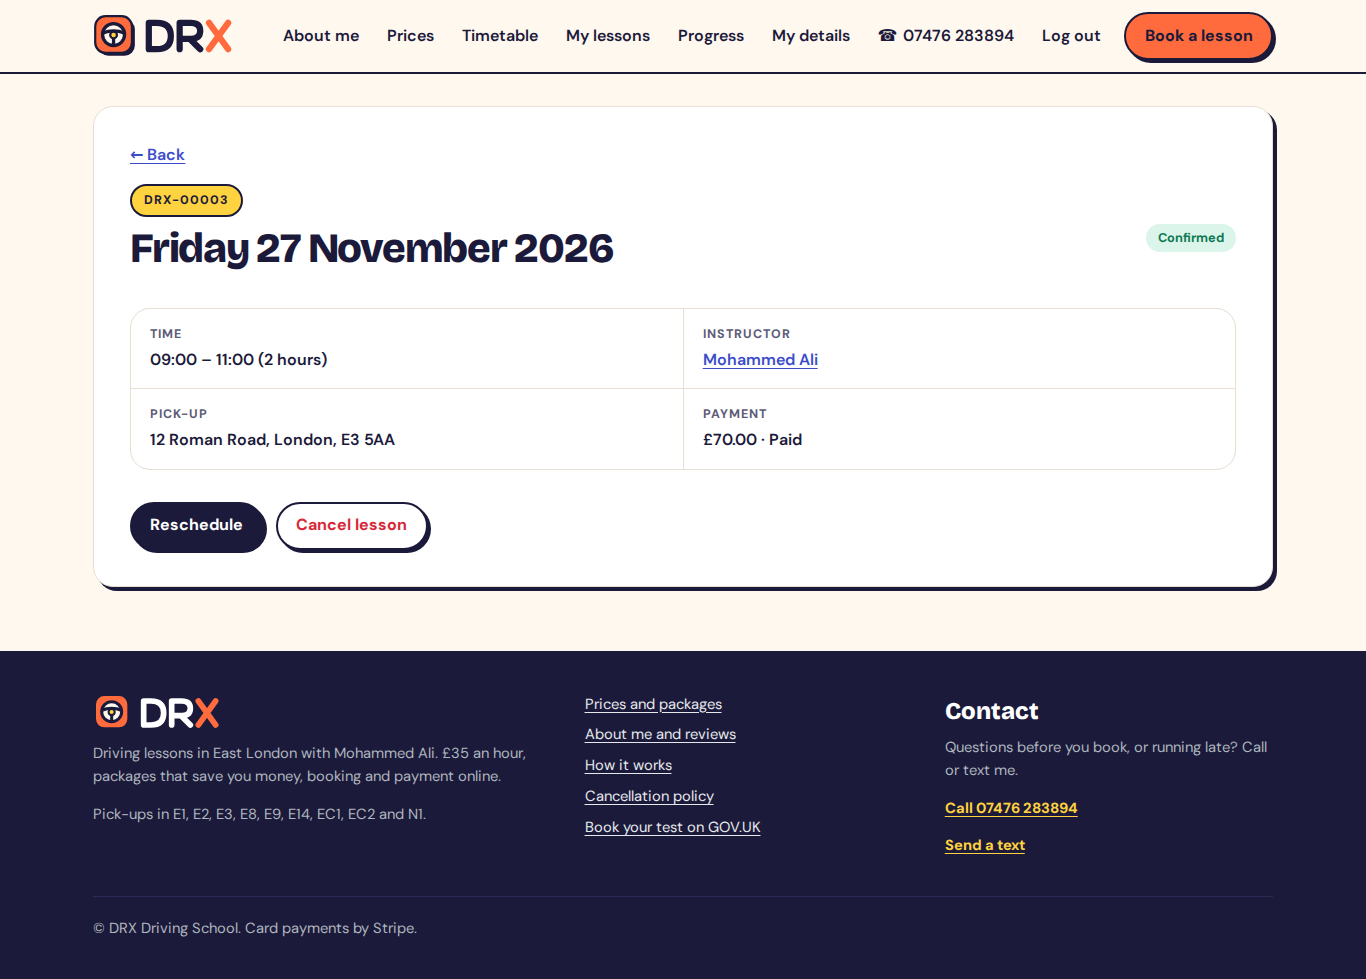 DRX
About me
Prices
Timetable
My lessons
Progress
My details
☎ 07476 283894
Log out
Book a lesson
← Back
DRX-00003
Friday 27 November 2026
Confirmed
TIME
09:00 – 11:00 (2 hours)
INSTRUCTOR
Mohammed Ali
PICK-UP
12 Roman Road, London, E3 5AA
PAYMENT
£70.00 · Paid
Reschedule
Cancel lesson
DRX
Driving lessons in East London with Mohammed Ali. £35 an hour,
packages that save you money, booking and payment online.
Pick-ups in E1, E2, E3, E8, E9, E14, EC1, EC2 and N1.
Prices and packages
About me and reviews
How it works
Cancellation policy
Book your test on GOV.UK
Contact
Questions before you book, or running late? Call
or text me.
Call 07476 283894
Send a text
© DRX Driving School. Card payments by Stripe.